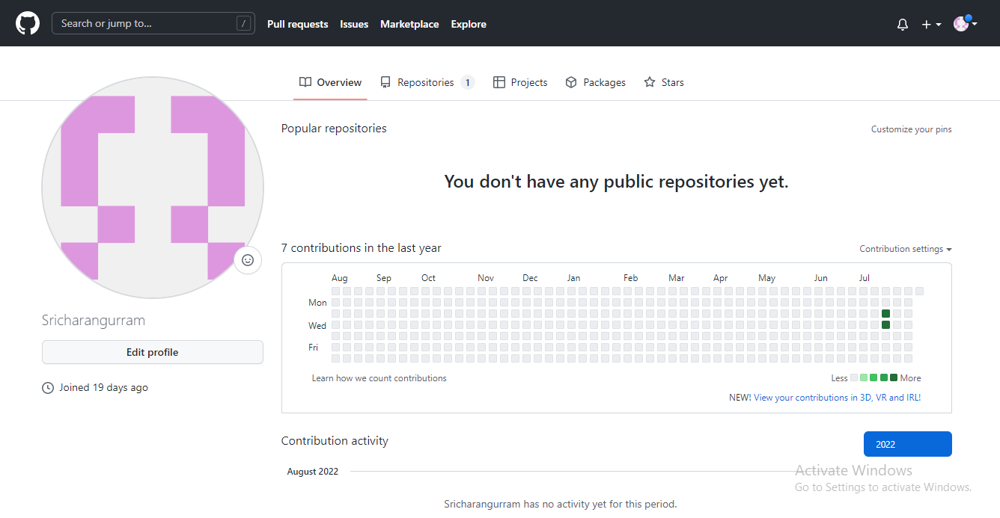 Search or jump to... /
Pull requests Issues Marketplace Explore
Overview Repositories 1 Projects Packages Stars
Popular repositories
Customize your pins
You don't have any public repositories yet.
7 contributions in the last year
Contribution settings
Aug Sep Oct Nov Dec Jan Feb Mar Apr May Jun Jul
Mon
Wed
Fri
Learn how we count contributions
Less More
NEW! View your contributions in 3D, VR and IRL!
Sricharangurram
Edit profile
Joined 19 days ago
Contribution activity
2022
August 2022
Sricharangurram has no activity yet for this period.
Activate Windows
Go to Settings to activate Windows.